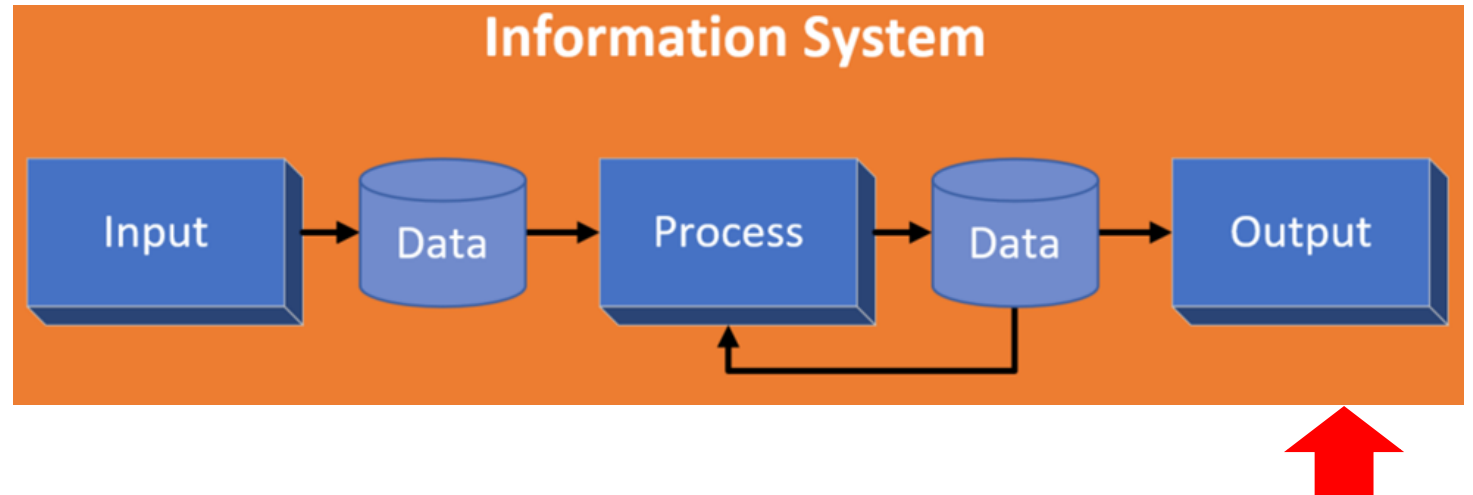 Information System
Input
Data
Process
Data
Output